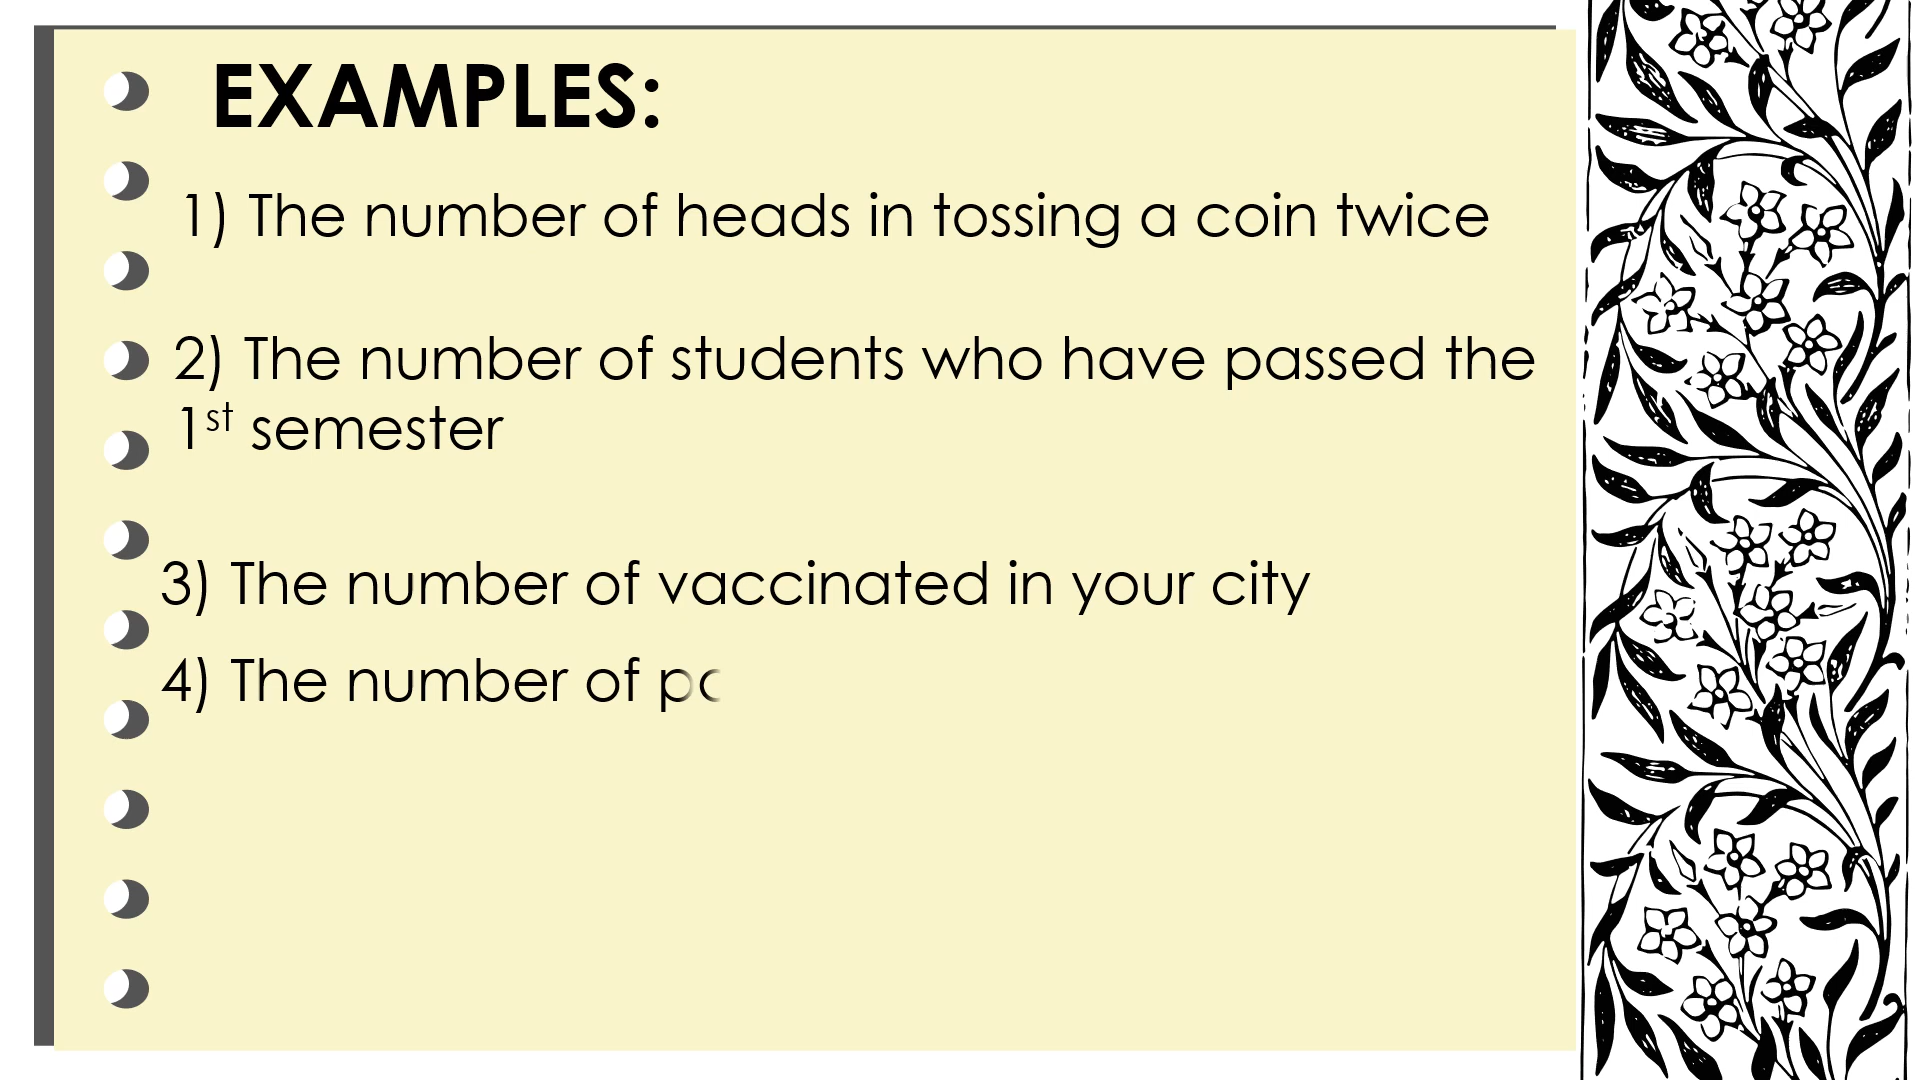 EXAMPLES:
1) The number of heads in tossing a coin twice
2) The number of students who have passed the
1st semester
3) The number of vaccinated in your city
4) The number of